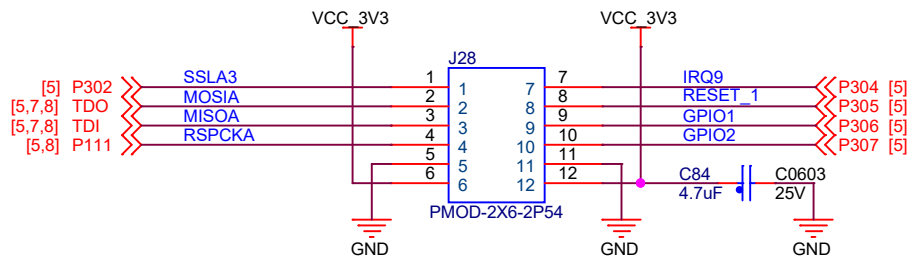 VCC_3V3 VCC_3V3
J28
[5] P302 SSLA3 1 1 7 7 IRQ9 P304 [5]
[5,7,8] TDO MOSIA 2 2 8 8 RESET_1 P305 [5]
[5,7,8] TDI MISOA 3 3 9 9 GPIO1 P306 [5]
[5,8] P111 RSPCKA 4 4 10 10 GPIO2 P307 [5]
5 5 11 11
6 6 12 12 C84 C0603
PMOD-2X6-2P54 4.7uF 25V
GND GND GND